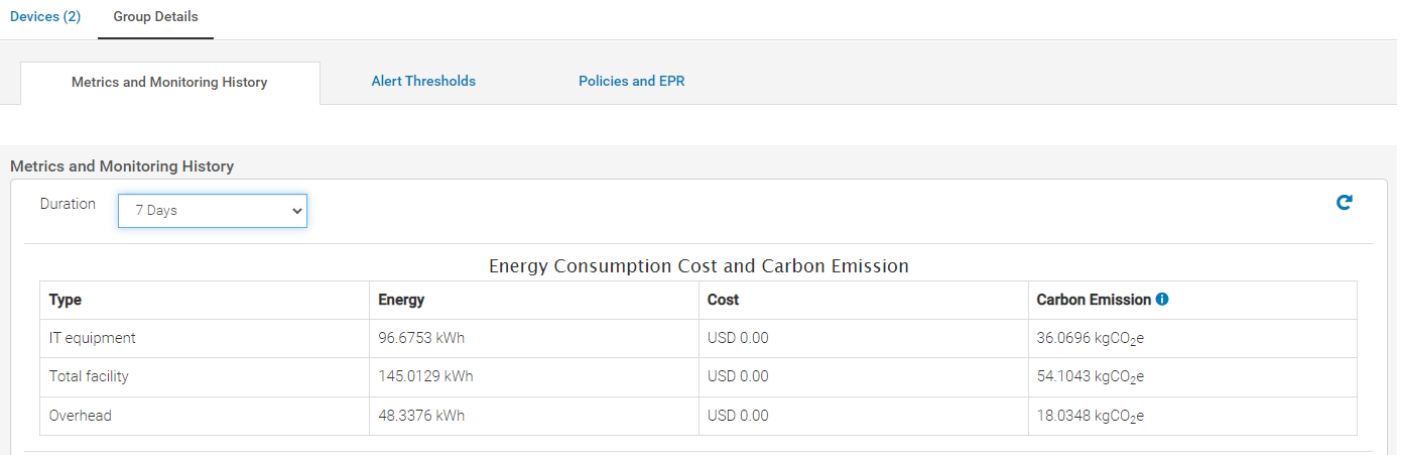 Devices (2) Group Details
Metrics and Monitoring History Alert Thresholds Policies and EPR
Metrics and Monitoring History
Duration 7 Days
Energy Consumption Cost and Carbon Emission
Type Energy Cost Carbon Emission
IT equipment 96.6753 kWh USD 0.00 36.0696 kgCO₂e
Total facility 145.0129 kWh USD 0.00 54.1043 kgCO₂e
Overhead 48.3376 kWh USD 0.00 18.0348 kgCO₂e